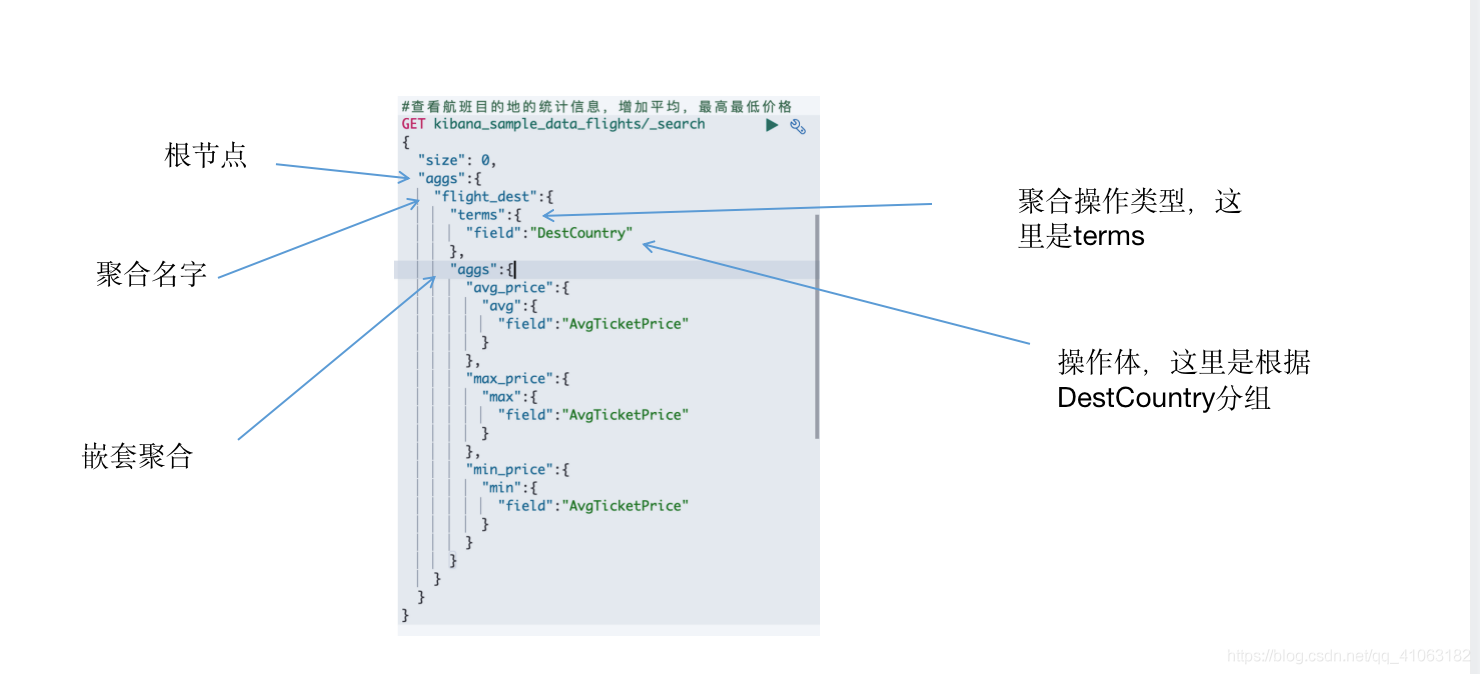 #查看航班目的地的统计信息，增加平均，最高最低价格
GET kibana_sample_data_flights/_search
{
"size": 0,
"aggs":{
"flight_dest":{
"terms":{
"field":"DestCountry"
},
"aggs":{
"avg_price":{
"avg":{
"field":"AvgTicketPrice"
}
},
"max_price":{
"max":{
"field":"AvgTicketPrice"
}
},
"min_price":{
"min":{
"field":"AvgTicketPrice"
}
}
}
}
}
}
根节点
聚合名字
嵌套聚合
聚合操作类型，这
里是terms
操作体，这里是根据
DestCountry分组
https://blog.csdn.net/qq_41063182